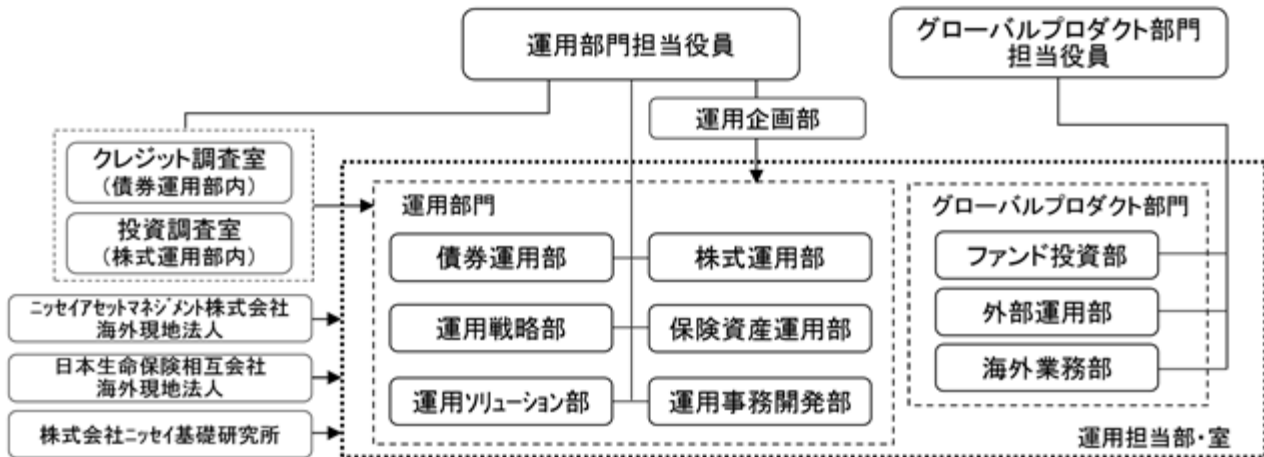 運用部門担当役員
グローバルプロダクト部門
担当役員
運用企画部
クレジット調査室
（債券運用部内）
投資調査室
（株式運用部内）
ニッセイアセットマネジメント株式会社
海外現地法人
日本生命保険相互会社
海外現地法人
株式会社ニッセイ基礎研究所
運用部門
債券運用部
株式運用部
運用戦略部
保険資産運用部
運用ソリューション部
運用事務開発部
グローバルプロダクト部門
ファンド投資部
外部運用部
海外業務部
運用担当部・室